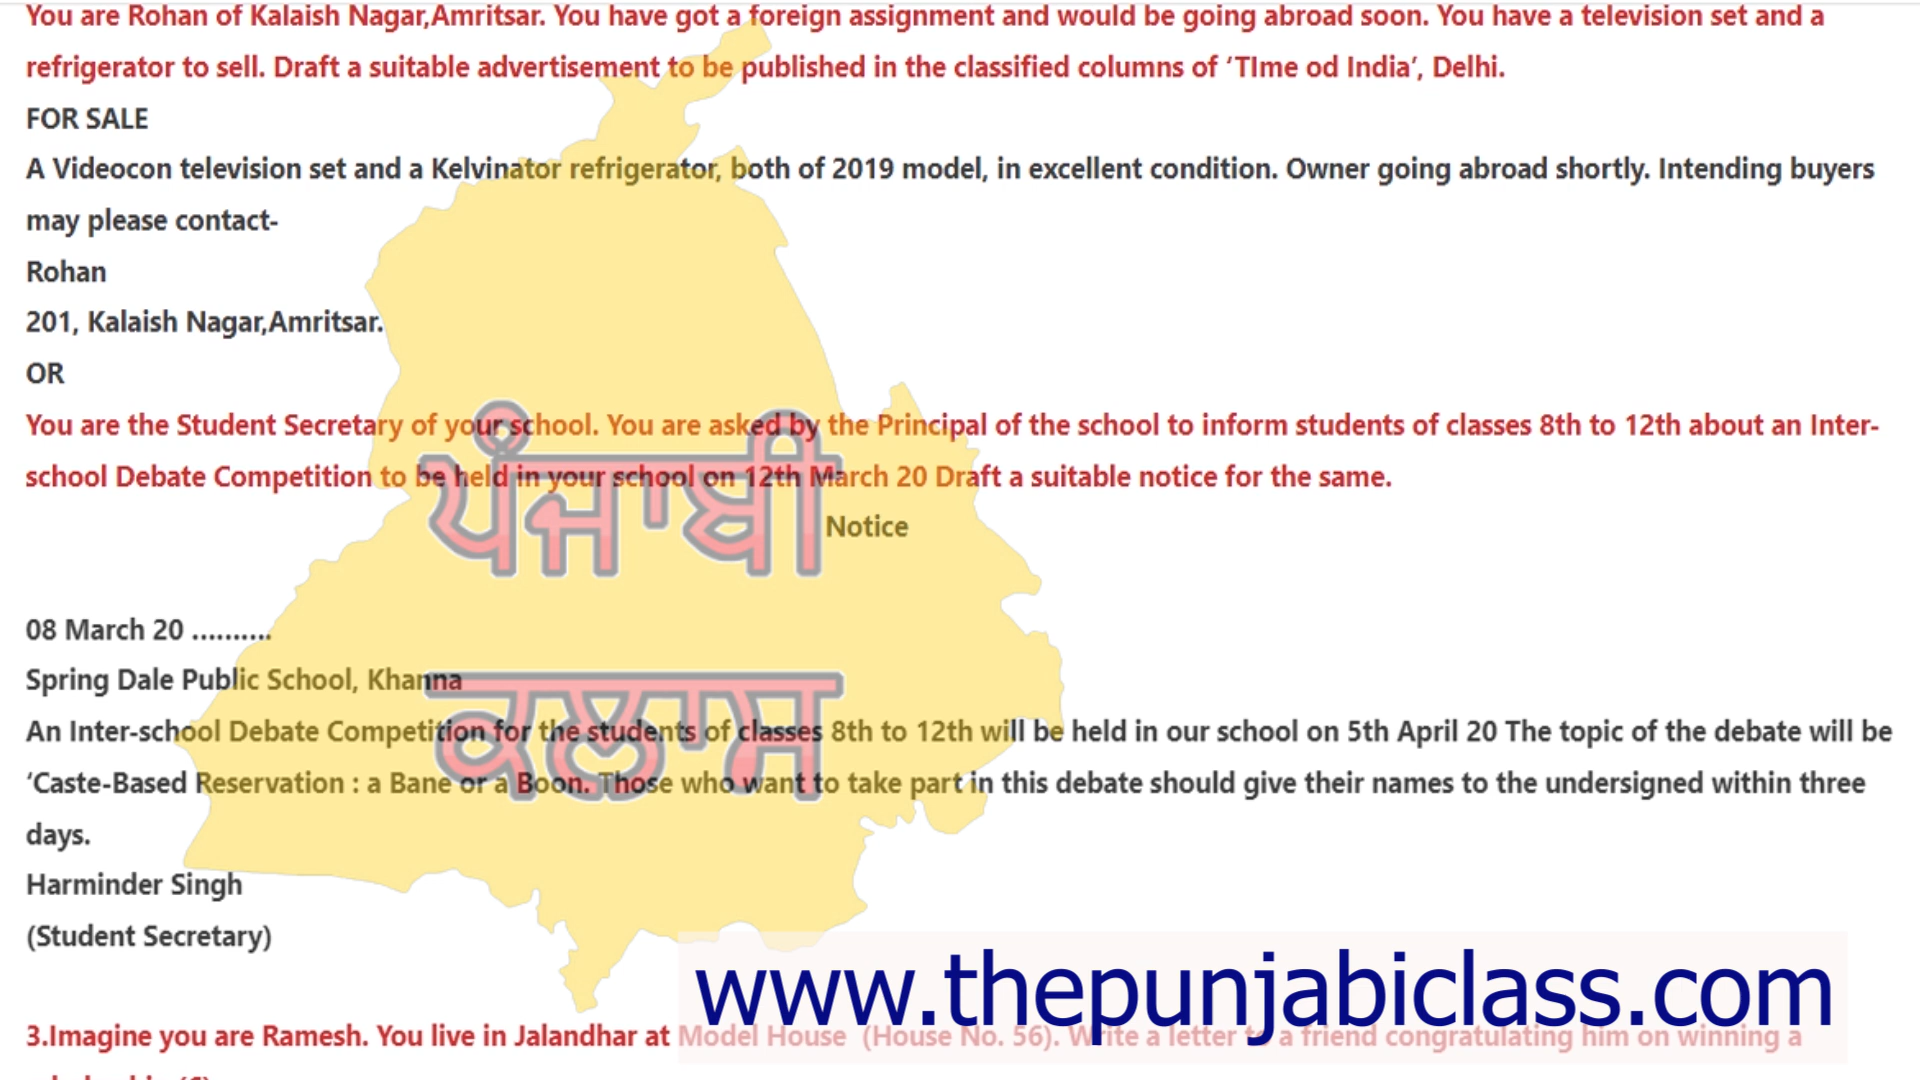 You are Rohan of Kalaish Nagar,Amritsar. You have got a foreign assignment and would be going abroad soon. You have a television set and a
refrigerator to sell. Draft a suitable advertisement to be published in the classified columns of ‘TIme od India’, Delhi.
FOR SALE
A Videocon television set and a Kelvinator refrigerator, both of 2019 model, in excellent condition. Owner going abroad shortly. Intending buyers
may please contact-
Rohan
201, Kalaish Nagar,Amritsar.
OR
You are the Student Secretary of your school. You are asked by the Principal of the school to inform students of classes 8th to 12th about an Inter-
school Debate Competition to be held in your school on 12th March 20 Draft a suitable notice for the same.
Notice
08 March 20 ..........
Spring Dale Public School, Khanna
An Inter-school Debate Competition for the students of classes 8th to 12th will be held in our school on 5th April 20 The topic of the debate will be
‘Caste-Based Reservation : a Bane or a Boon. Those who want to take part in this debate should give their names to the undersigned within three
days.
Harminder Singh
(Student Secretary)
ਪੰਜਾਬੀ
ਕਲਾਸ
www.thepunjabiclass.com
3.Imagine you are Ramesh. You live in Jalandhar at Model House (House No. 56). Write a letter to a friend congratulating him on winning a